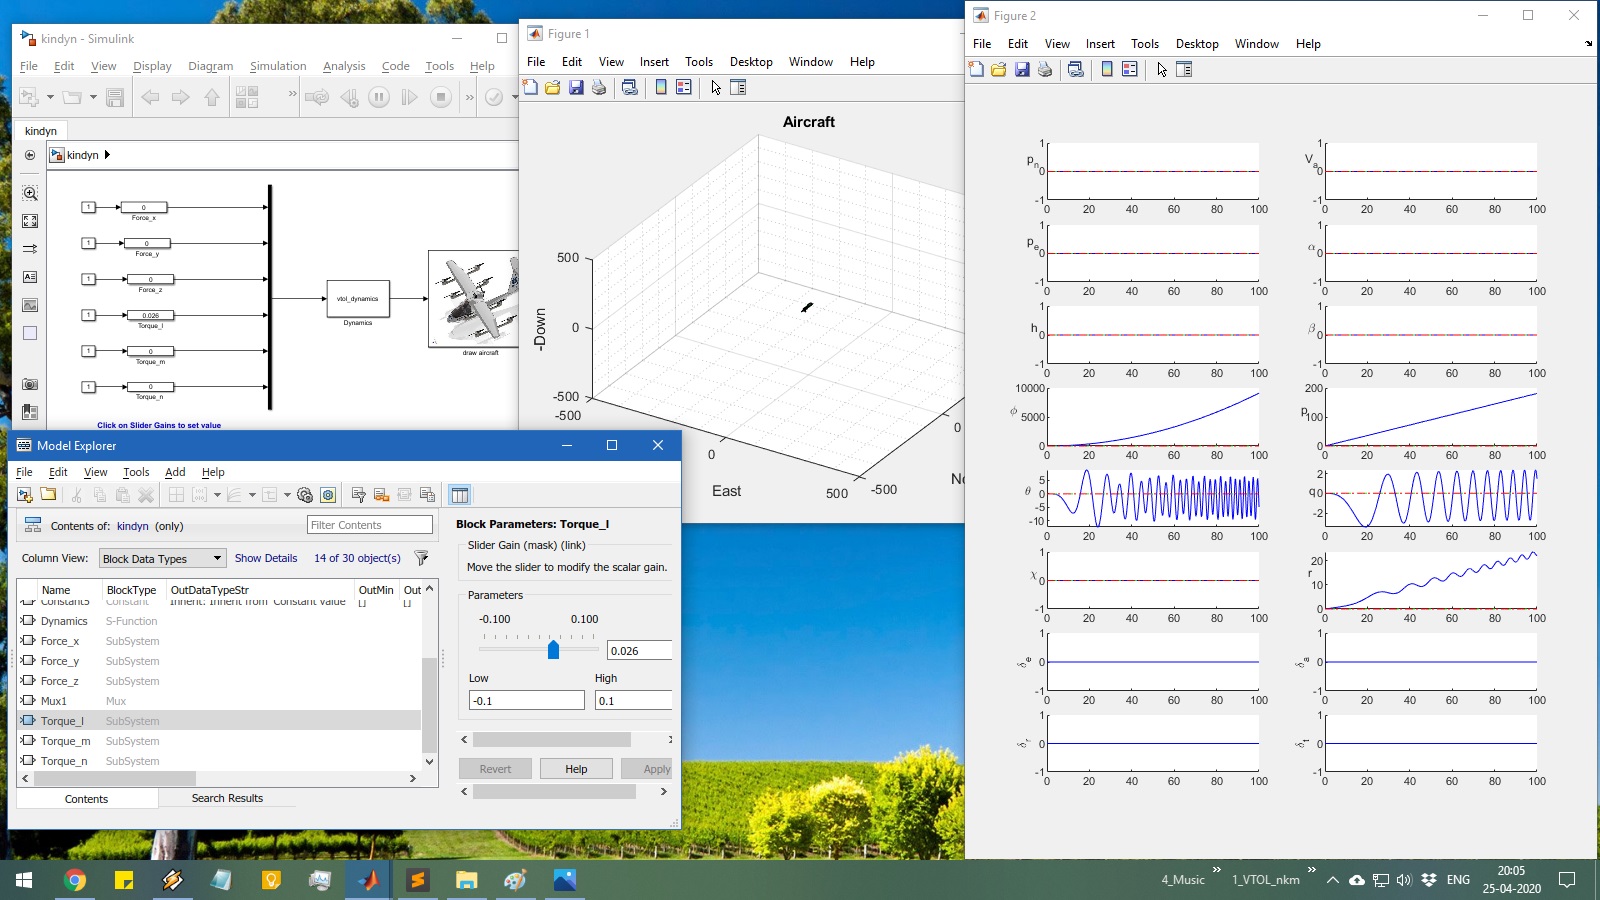 kindyn - Simulink
File Edit View Display Diagram Simulation Analysis Code Tools Help
kindyn
kindyn
1 0
Force_x
1 0
Force_y
1 0
Force_z
1 0.026
Torque_l
1 0
Torque_m
1 0
Torque_n
vtol_dynamics
Dynamics
draw aircraft
Click on Slider Gains to set value
Figure 1
File Edit View Insert Tools Desktop Window Help
Aircraft
500
0
-500
-Down
-500
0
500
East
-500
0
No
Figure 2
File Edit View Insert Tools Desktop Window Help
pn
1
0
-1
0 20 40 60 80 100
Va
1
0
-1
0 20 40 60 80 100
pe
1
0
-1
0 20 40 60 80 100
α
1
0
-1
0 20 40 60 80 100
h
1
0
-1
0 20 40 60 80 100
β
1
0
-1
0 20 40 60 80 100
ϕ
10000
5000
0
0 20 40 60 80 100
p
200
100
0
0 20 40 60 80 100
θ
5
0
-5
-10
0 20 40 60 80 100
q
2
0
-2
0 20 40 60 80 100
χ
1
0
-1
0 20 40 60 80 100
r
20
10
0
0 20 40 60 80 100
δe
1
0
-1
0 20 40 60 80 100
δa
1
0
-1
0 20 40 60 80 100
δr
1
0
-1
0 20 40 60 80 100
δt
1
0
-1
0 20 40 60 80 100
Model Explorer
File Edit View Tools Add Help
Contents of: kindyn (only)
Filter Contents
Column View: Block Data Types Show Details 14 of 30 object(s)
Name BlockType OutDataTypeStr OutMin Out
Constant5 Constant Inherit: Inherit from 'Constant value' [] []
Dynamics S-Function
Force_x SubSystem
Force_y SubSystem
Force_z SubSystem
Mux1 Mux
Torque_l SubSystem
Torque_m SubSystem
Torque_n SubSystem
Contents Search Results
Block Parameters: Torque_l
Slider Gain (mask) (link)
Move the slider to modify the scalar gain.
Parameters
-0.100 0.100
0.026
Low High
-0.1 0.1
Revert Help Apply
4_Music » 1_VTOL_nkm » ENG
20:05
25-04-2020